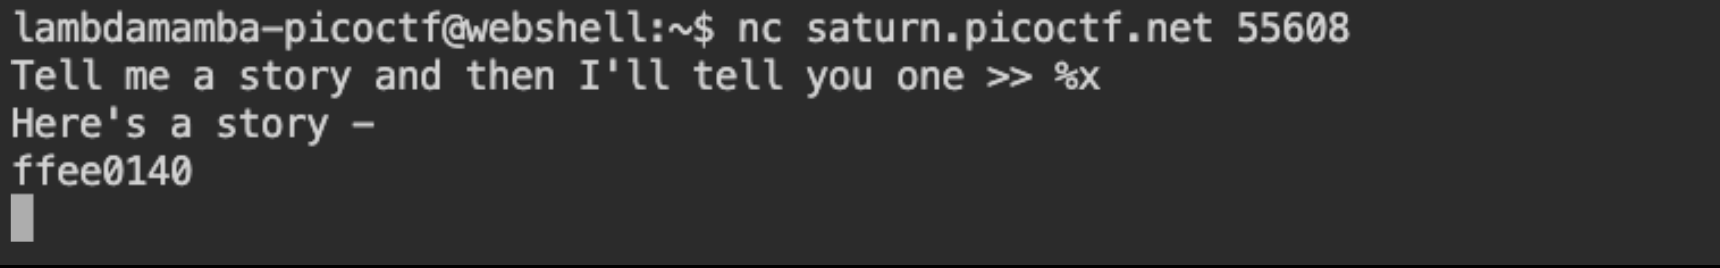 lambdamamba-picoctf@webshell:~$ nc saturn.picoctf.net 55608
Tell me a story and then I'll tell you one >> %x
Here's a story -
ffee0140